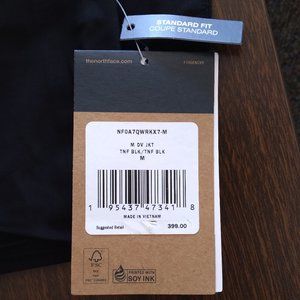 STANDARD FIT
COUPE STANDARD
thenorthface.com
NF0A7QWRKX7-M
M DV JKT
TNF BLK/TNF BLK
M
1 95437 47341 8
MADE IN VIETNAM
Suggested Retail 399.00
FSC
PRINTED WITH
SOY INK